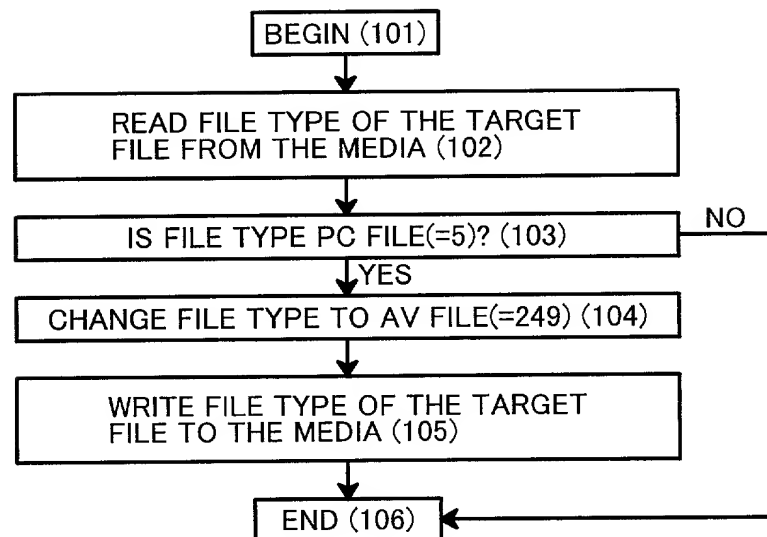 BEGIN (101)
READ FILE TYPE OF THE TARGET
FILE FROM THE MEDIA (102)
IS FILE TYPE PC FILE(=5)? (103)
NO
YES
CHANGE FILE TYPE TO AV FILE(=249) (104)
WRITE FILE TYPE OF THE TARGET
FILE TO THE MEDIA (105)
END (106)